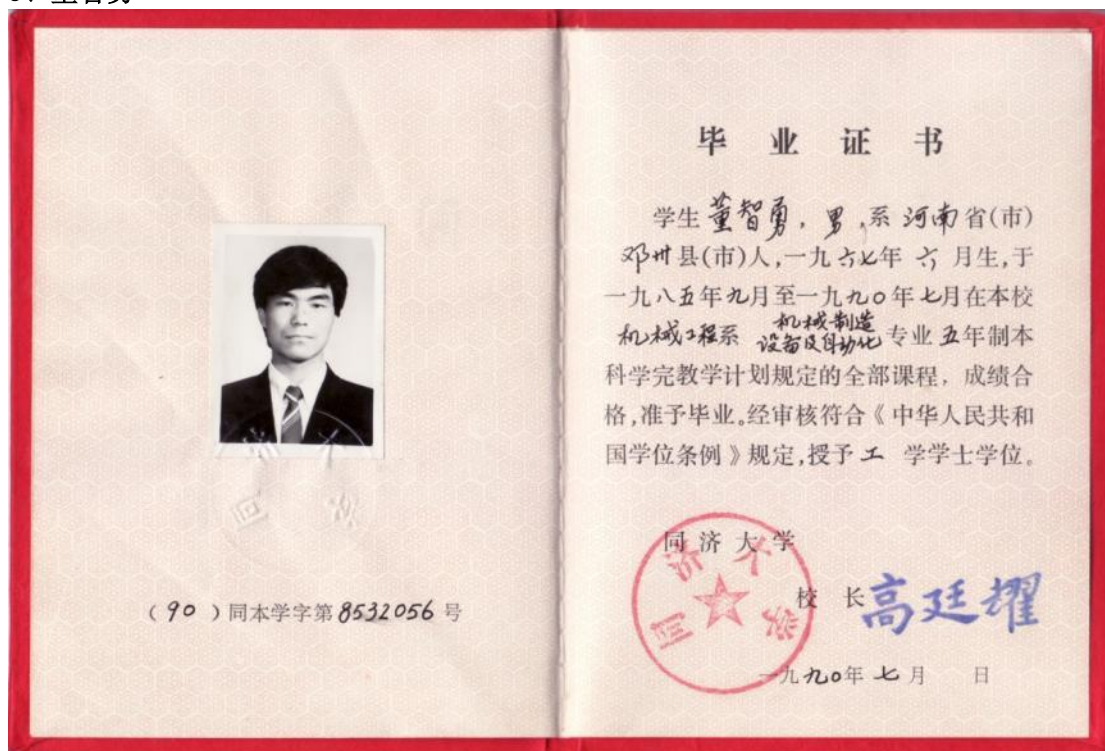 (90)同本学字第8532056号
毕业证书
学生董智勇,男,系河南省(市)
邓州县(市)人,一九六七年六月生,于
一九八五年九月至一九九〇年七月在本校
机械工程系 机械制造设备及自动化专业五年制本
科学完教学计划规定的全部课程，成绩合
格,准予毕业。经审核符合《中华人民共和
国学位条例》规定,授予工学学士学位。
同济大学
同济大学
校长高廷耀
一九九〇年七月 日